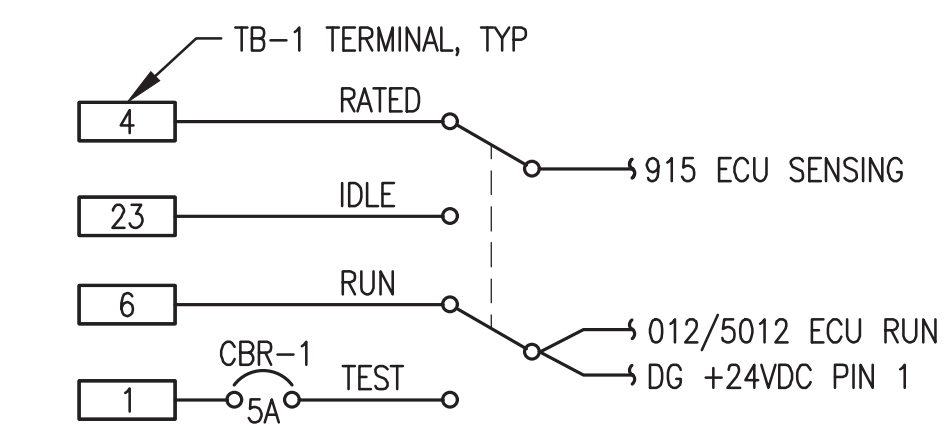 TB-1 TERMINAL, TYP
RATED
4
915 ECU SENSING
IDLE
23
RUN
6
012/5012 ECU RUN
CBR-1
DG +24VDC PIN 1
TEST
1
5A